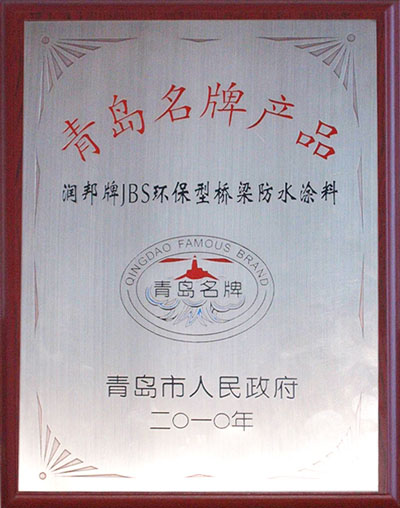 青岛名牌产品
润邦牌JBS环保型桥梁防水涂料
QINGDAO FAMOUS BRAND
青岛名牌
青岛市人民政府
二〇一〇年